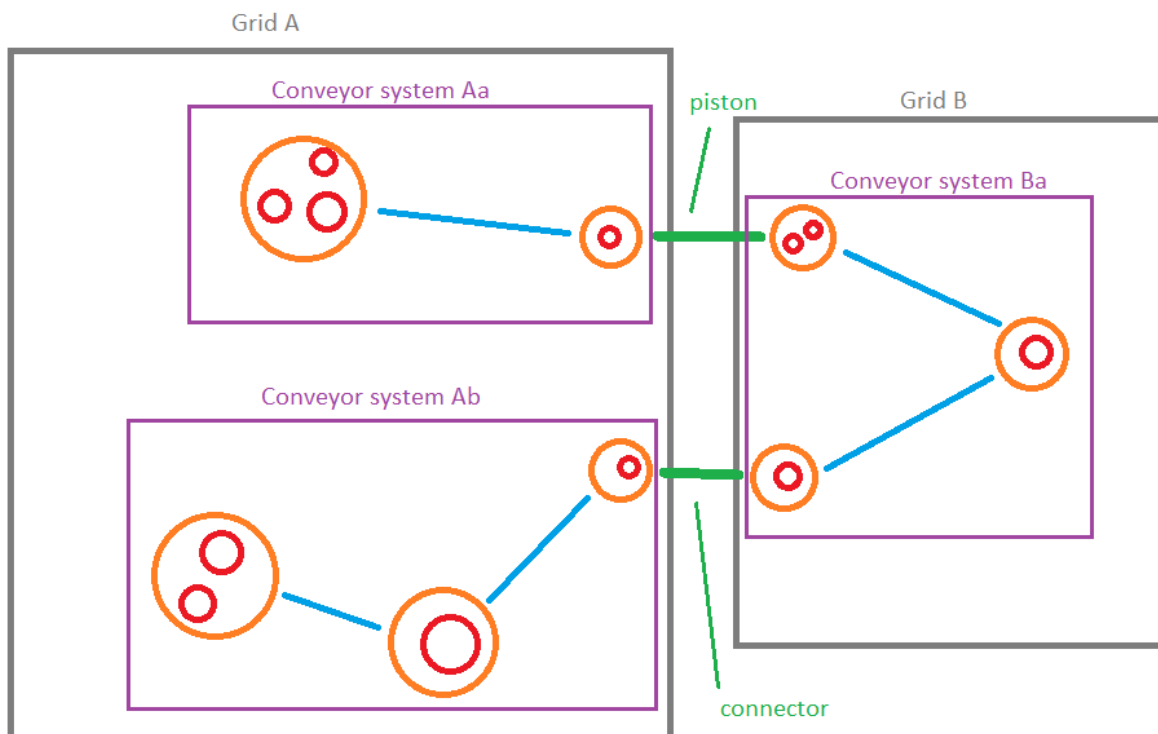 Grid A
Conveyor system Aa
piston
Grid B
Conveyor system Ba
Conveyor system Ab
connector